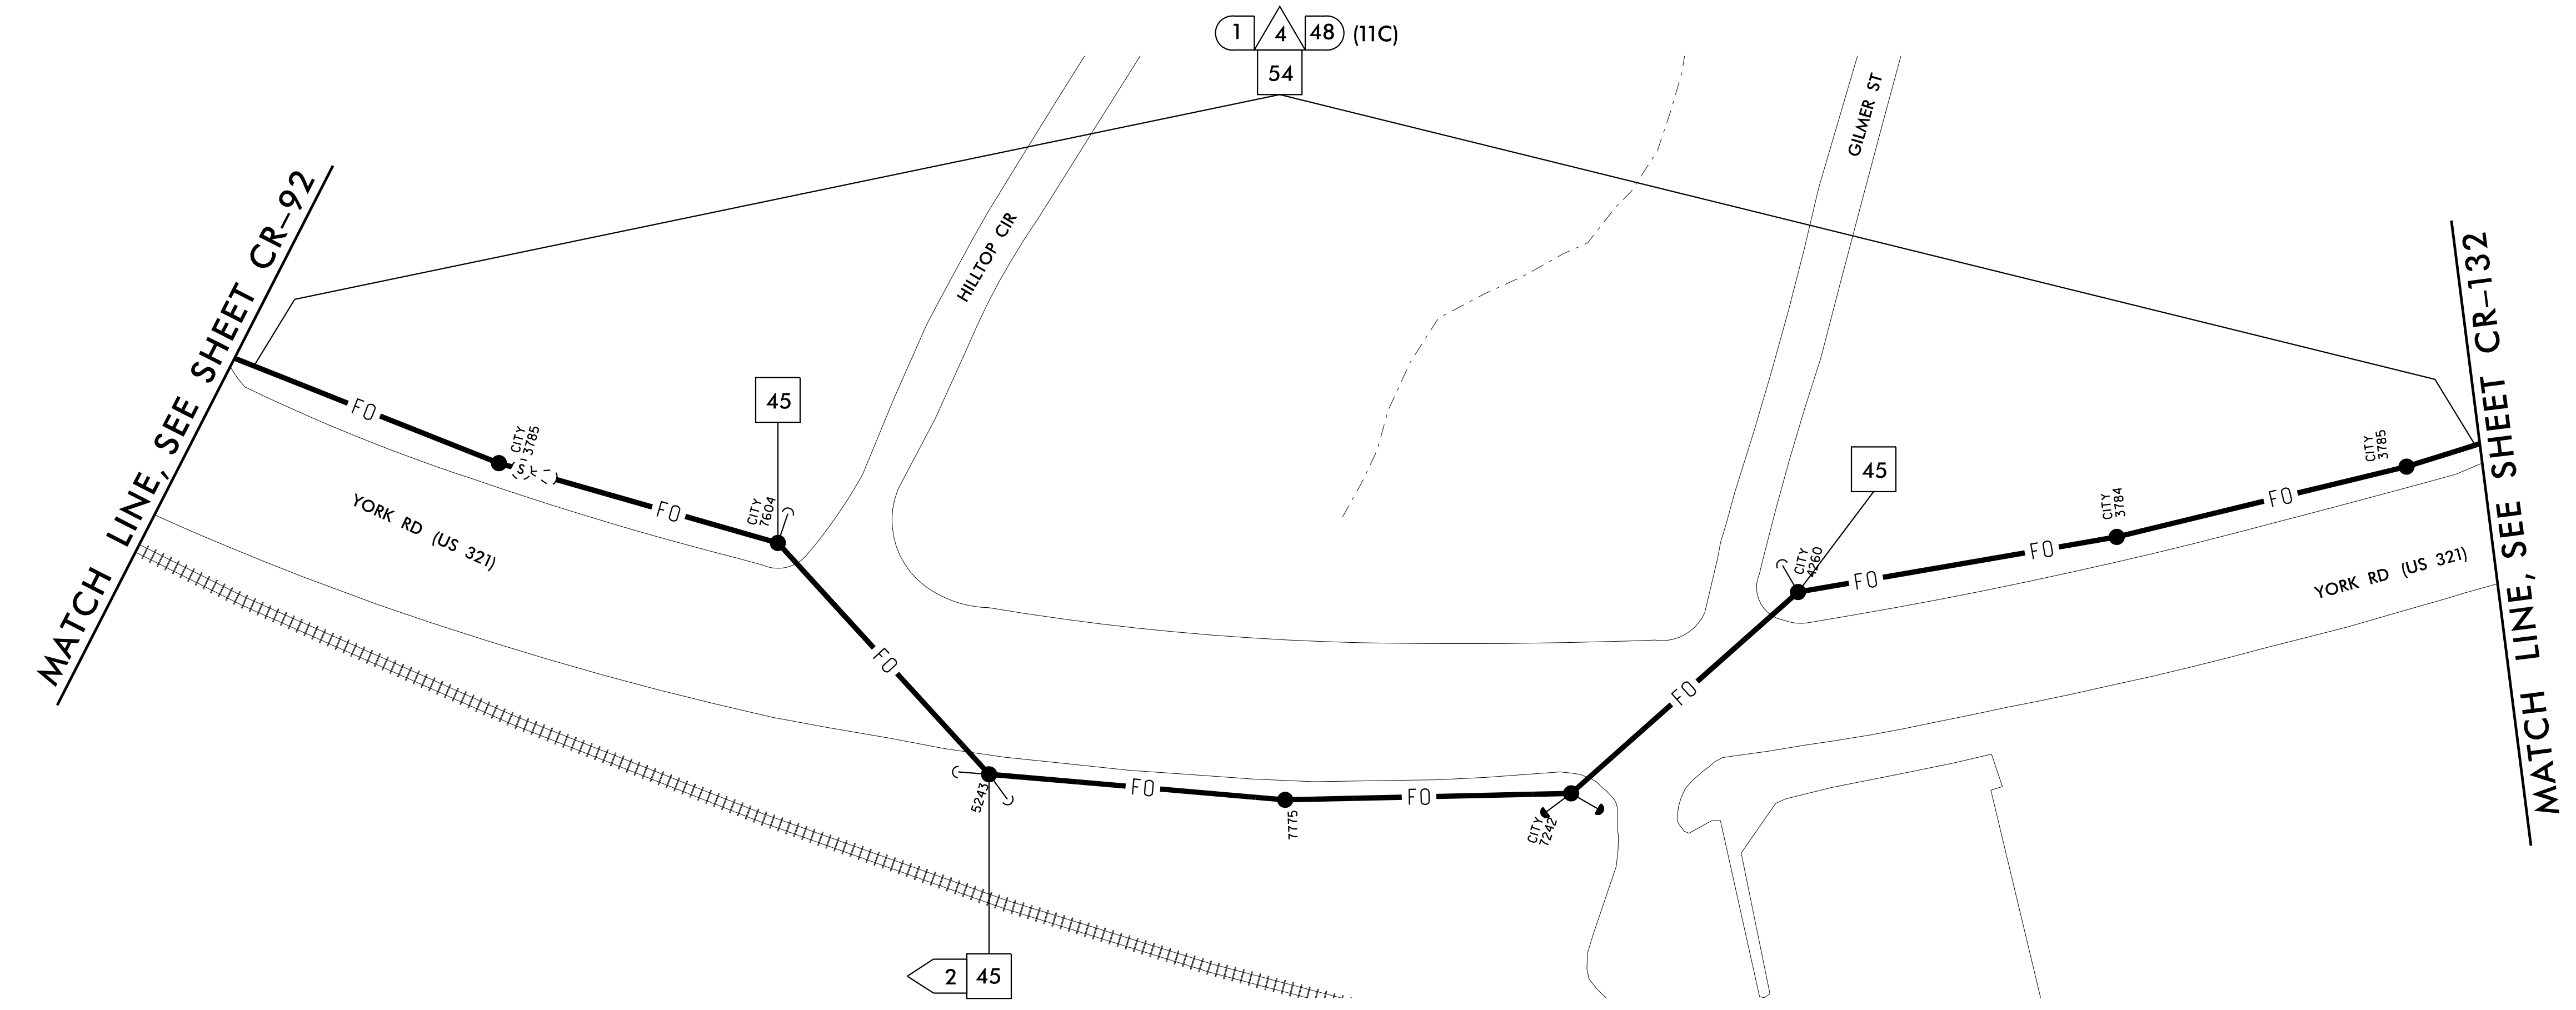 1 4 48 (11C)
54
GILMER ST
MATCH LINE, SEE SHEET CR-92
HILLTOP CIR
MATCH LINE, SEE SHEET CR-132
FO
CITY
3785
S
45
FO
CITY
7604
YORK RD (US 321)
45
CITY
4260
FO
FO
CITY
3784
FO
CITY
3785
YORK RD (US 321)
FO
FO
5243
FO
7775
FO
CITY
7242
2 45